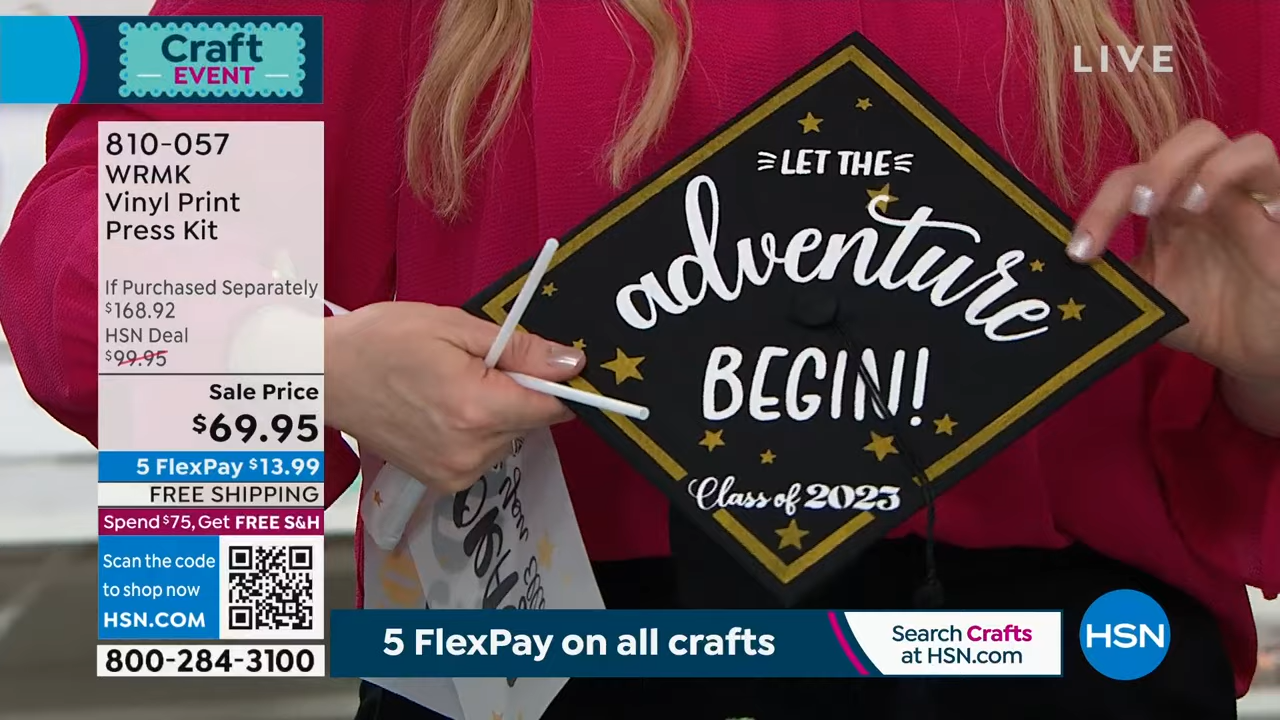 Craft
EVENT
LIVE
810-057
WRMK
Vinyl Print
Press Kit
If Purchased Separately
$168.92
HSN Deal
$99.95
Sale Price
$69.95
5 FlexPay $13.99
FREE SHIPPING
Spend $75, Get FREE S&H
Scan the code
to shop now
HSN.COM
800-284-3100
LET THE
adventure
BEGIN!
Class of 2023
5 FlexPay on all crafts
Search Crafts
at HSN.com
HSN